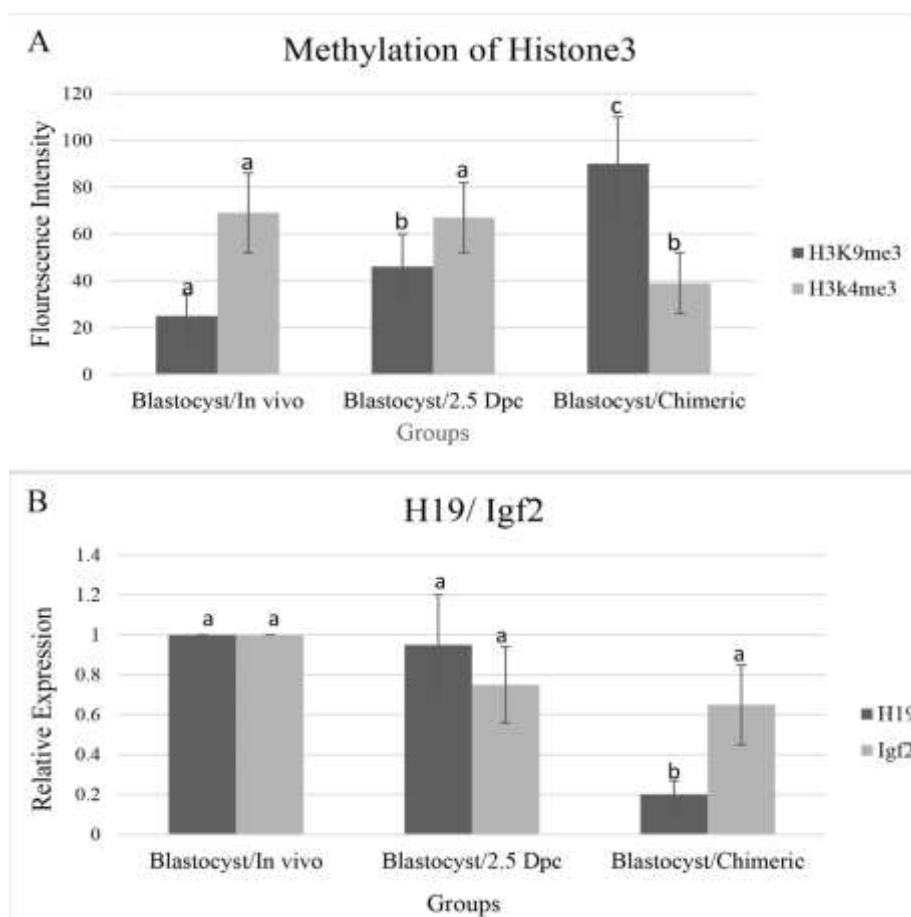 A
Methylation of Histone3
120
100
80
60
40
20
0
Flourescence Intensity
a
a
b
a
c
b
H3K9me3
H3k4me3
Blastocyst/In vivo
Blastocyst/2.5 Dpc
Blastocyst/Chimeric
Groups
B
H19/ Igf2
1.4
1.2
1
0.8
0.6
0.4
0.2
0
Relative Expression
a
a
a
a
b
a
H19
Igf2
Blastocyst/In vivo
Blastocyst/2.5 Dpc
Blastocyst/Chimeric
Groups